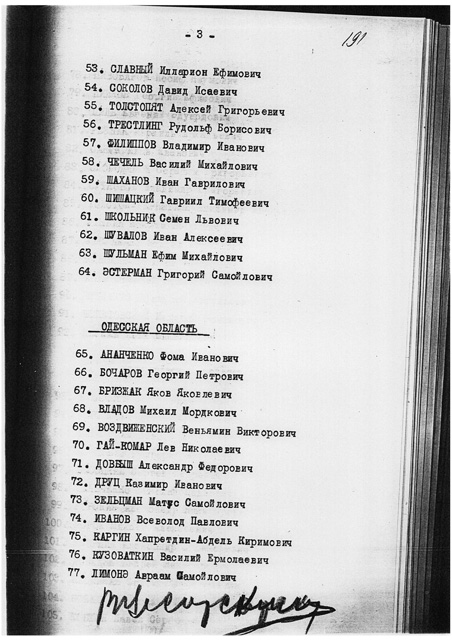 - 3 -
191
53. СЛАВНЫЙ Илларион Ефимович
54. СОКОЛОВ Давид Исаевич
55. ТОЛСТОПЯТ Алексей Григорьевич
56. ТРЕСТЛИНГ Рудольф Борисович
57. ФИЛИППОВ Владимир Иванович
58. ЧЕЧЕЛЬ Василий Михайлович
59. ШАХАНОВ Иван Гаврилович
60. ШИШАЦКИЙ Гавриил Тимофеевич
61. ШКОЛЬНИК Семен Львович
62. ШУВАЛОВ Иван Алексеевич
63. ШУЛЬМАН Ефим Михайлович
64. ЭСТЕРМАН Григорий Самойлович
ОДЕССКАЯ ОБЛАСТЬ
65. АНАНЧЕНКО Фома Иванович
66. БОЧАРОВ Георгий Петрович
67. БРИЗЖАК Яков Яковлевич
68. ВЛАДОВ Михаил Мордкович
69. ВОЗДВИЖЕНСКИЙ Веньямин Викторович
70. ГАЙ-КОМАР Лев Николаевич
71. ДОВБЫШ Александр Федорович
72. ДРУЦ Казимир Иванович
73. ЗЕЛЬЦМАН Матус Самойлович
74. ИВАНОВ Всеволод Павлович
75. КАРГИН Хапретдин-Абдель Киримович
76. КУЗОВАТКИН Василий Ермолаевич
77. ЛИМОНЭ Авраам Самойлович